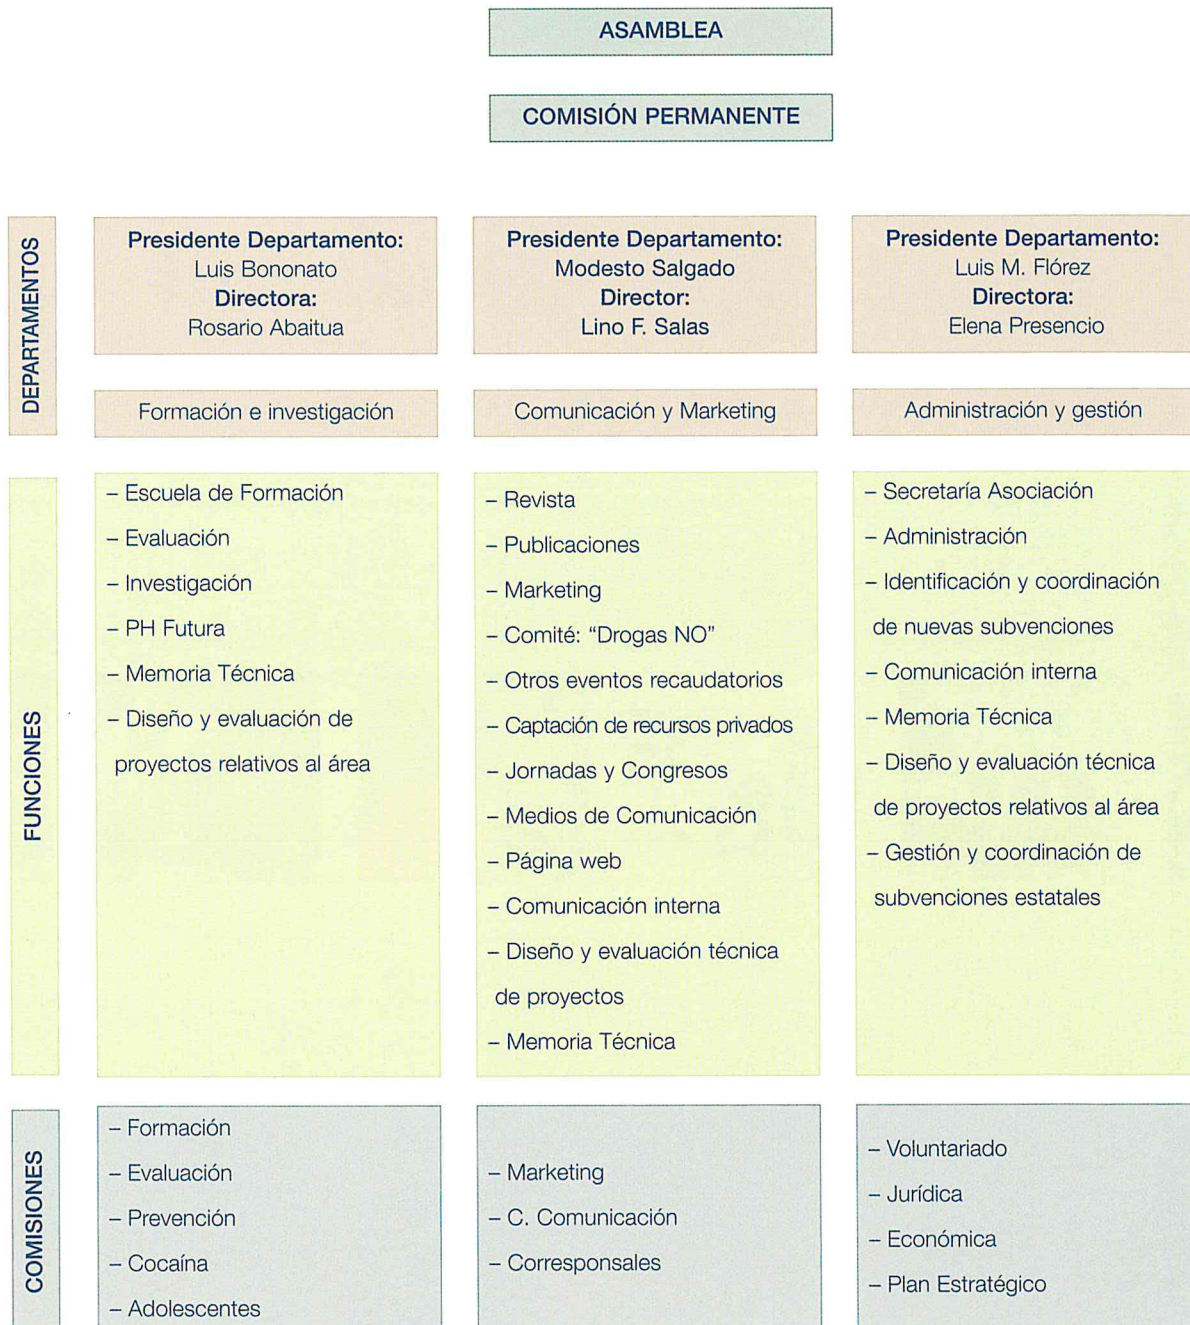 ASAMBLEA
COMISIÓN PERMANENTE
DEPARTAMENTOS
Presidente Departamento:
Luis Bononato
Directora:
Rosario Abaitua
Formación e investigación
Presidente Departamento:
Modesto Salgado
Director:
Lino F. Salas
Comunicación y Marketing
Presidente Departamento:
Luis M. Flórez
Directora:
Elena Presencio
Administración y gestión
FUNCIONES
– Escuela de Formación
– Evaluación
– Investigación
– PH Futura
– Memoria Técnica
– Diseño y evaluación de
proyectos relativos al área
– Revista
– Publicaciones
– Marketing
– Comité: “Drogas NO”
– Otros eventos recaudatorios
– Captación de recursos privados
– Jornadas y Congresos
– Medios de Comunicación
– Página web
– Comunicación interna
– Diseño y evaluación técnica
de proyectos
– Memoria Técnica
– Secretaría Asociación
– Administración
– Identificación y coordinación
de nuevas subvenciones
– Comunicación interna
– Memoria Técnica
– Diseño y evaluación técnica
de proyectos relativos al área
– Gestión y coordinación de
subvenciones estatales
COMISIONES
– Formación
– Evaluación
– Prevención
– Cocaína
– Adolescentes
– Marketing
– C. Comunicación
– Corresponsales
– Voluntariado
– Jurídica
– Económica
– Plan Estratégico